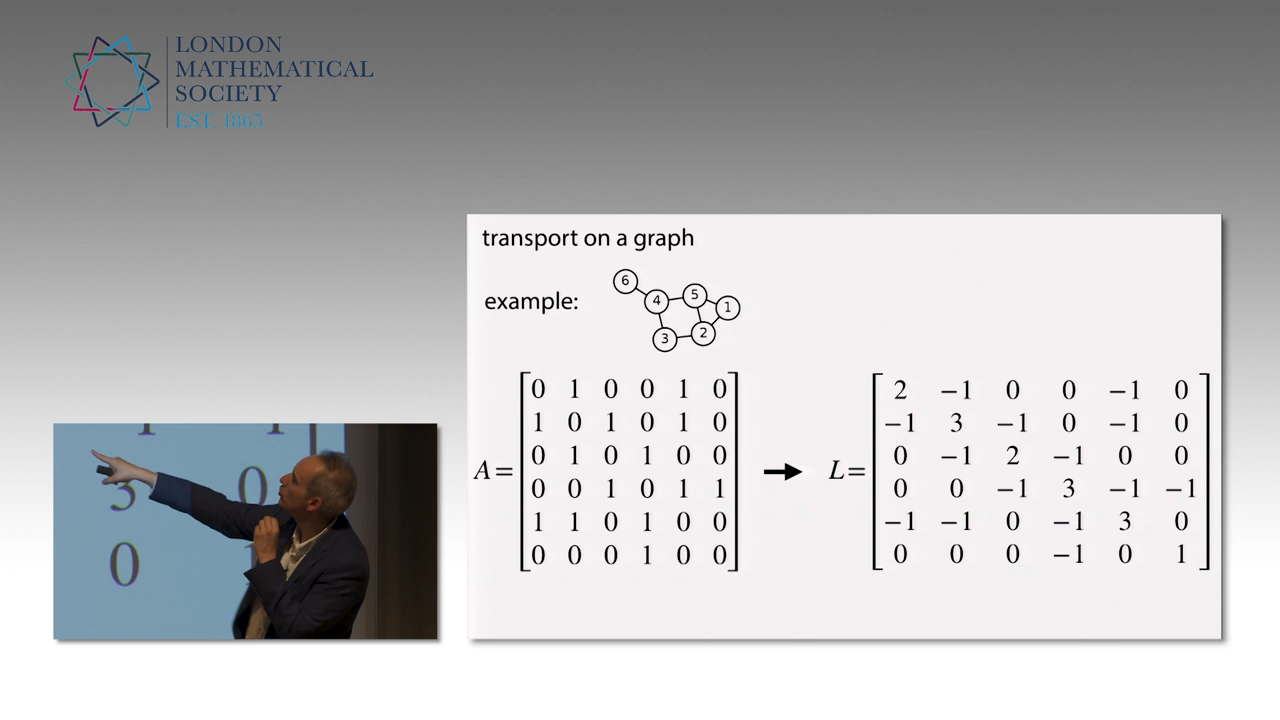 LONDON
MATHEMATICAL
SOCIETY
EST. 1865
transport on a graph
example:
6
4
5
1
3
2
A=
0 1 0 0 1 0
1 0 1 0 1 0
0 1 0 1 0 0
0 0 1 0 1 1
1 1 0 1 0 0
0 0 0 1 0 0
L=
2 −1 0 0 −1 0
−1 3 −1 0 −1 0
0 −1 2 −1 0 0
0 0 −1 3 −1 −1
−1 −1 0 −1 3 0
0 0 0 −1 0 1
3 0
0